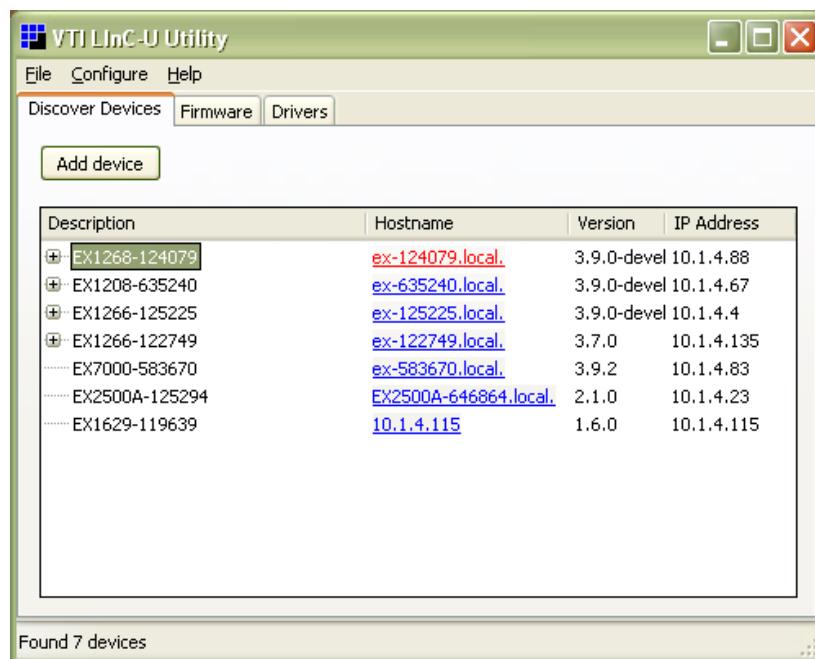 VTI LInC-U Utility
File Configure Help
Discover Devices Firmware Drivers
Add device
Description Hostname Version IP Address
EX1268-124079 ex-124079.local. 3.9.0-devel 10.1.4.88
EX1208-635240 ex-635240.local. 3.9.0-devel 10.1.4.67
EX1266-125225 ex-125225.local. 3.9.0-devel 10.1.4.4
EX1266-122749 ex-122749.local. 3.7.0 10.1.4.135
EX7000-583670 ex-583670.local. 3.9.2 10.1.4.83
EX2500A-125294 EX2500A-646864.local. 2.1.0 10.1.4.23
EX1629-119639 10.1.4.115 1.6.0 10.1.4.115
Found 7 devices